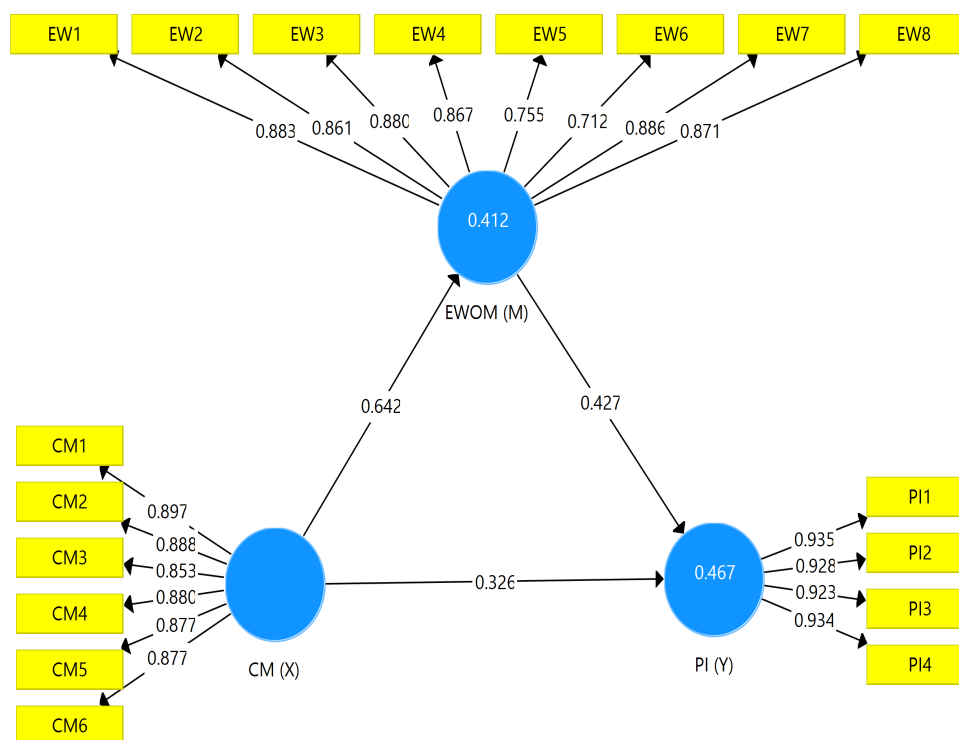 EW1 EW2 EW3 EW4 EW5 EW6 EW7 EW8
0.883 0.861 0.880 0.867 0.755 0.712 0.886 0.871
0.412
EWOM (M)
0.642 0.427
CM1
CM2
CM3
CM4
CM5
CM6
0.897
0.888
0.853
0.880
0.877
0.877
CM (X)
0.326
0.467
PI (Y)
0.935
0.928
0.923
0.934
PI1
PI2
PI3
PI4